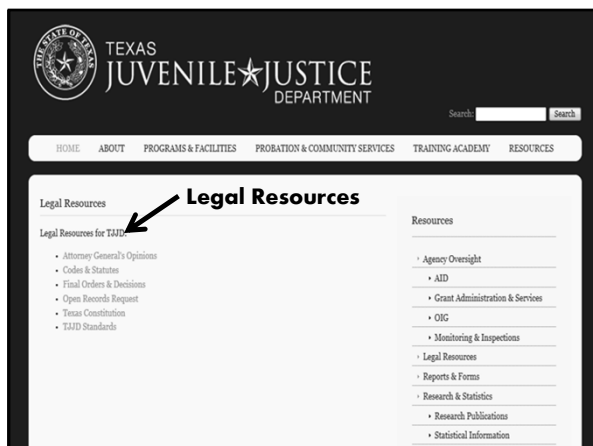 THE STATE OF TEXAS
TEXAS
JUVENILE★JUSTICE
DEPARTMENT
Search: Search
HOME ABOUT PROGRAMS & FACILITIES PROBATION & COMMUNITY SERVICES TRAINING ACADEMY RESOURCES
Legal Resources
Legal Resources
Legal Resources for TJJD:
• Attorney General's Opinions
• Codes & Statutes
• Final Orders & Decisions
• Open Records Request
• Texas Constitution
• TJJD Standards
Resources
› Agency Oversight
› AID
› Grant Administration & Services
› OIG
› Monitoring & Inspections
› Legal Resources
› Reports & Forms
› Research & Statistics
› Research Publications
› Statistical Information